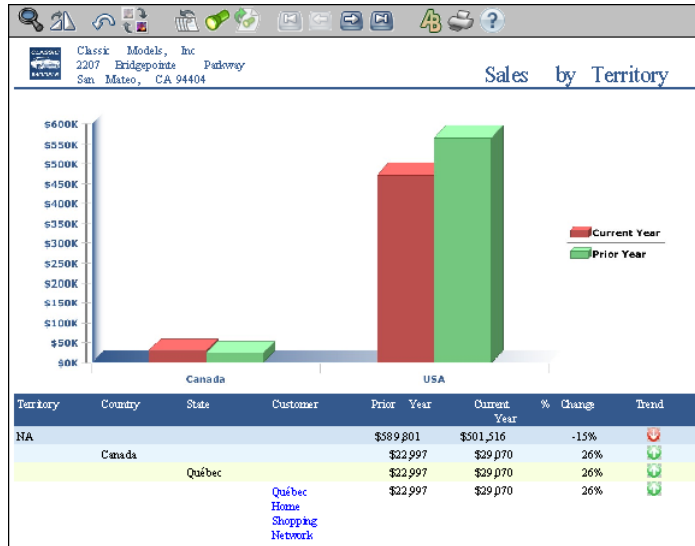 Classic Models, Inc
2207 Bridgepointe Parkway
San Mateo, CA 94404
Sales by Territory
$600K
$550K
$500K
$450K
$400K
$350K
$300K
$250K
$200K
$150K
$100K
$50K
$0K
Canada
USA
Current Year
Prior Year
Territory Country State Customer Prior Year Current Year % Change Trend
NA $589,801 $501,516 -15%
Canada $22,997 $29,070 26%
Québec $22,997 $29,070 26%
Québec $22,997 $29,070 26%
Home
Shopping
Network